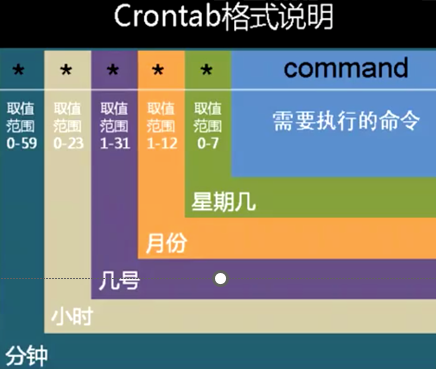 Crontab格式说明
* * * * * command
取值范围0-59 取值范围0-23 取值范围1-31 取值范围1-12 取值范围0-7 需要执行的命令
星期几
月份
几号
小时
分钟